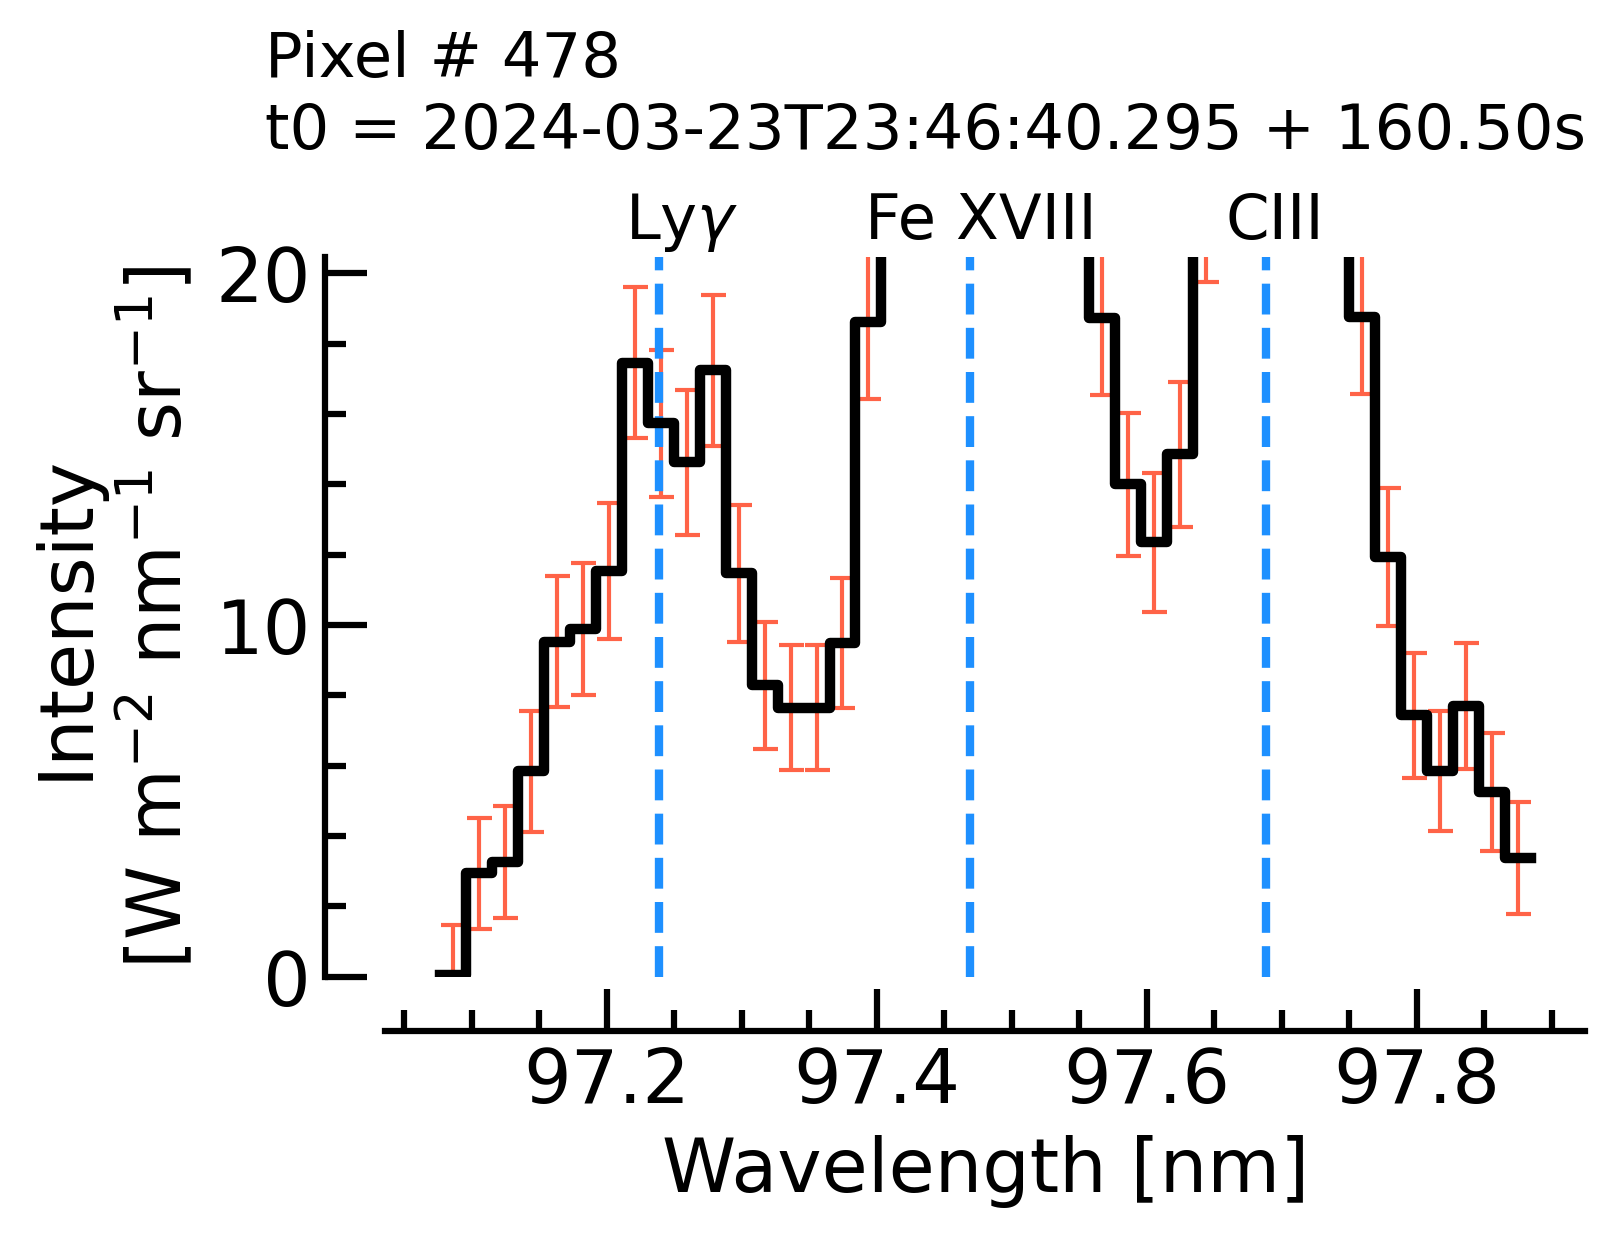 Pixel # 478
t0 = 2024-03-23T23:46:40.295 + 160.50s
Lyγ Fe XVIII CIII
Intensity
[W m⁻² nm⁻¹ sr⁻¹]
20
10
0
97.2 97.4 97.6 97.8
Wavelength [nm]